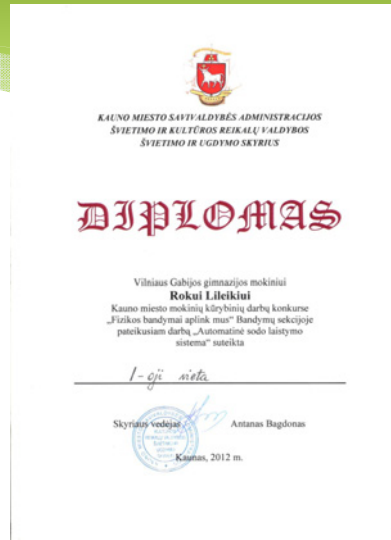 KAUNO MIESTO SAVIVALDYBĖS ADMINISTRACIJOS
ŠVIETIMO IR KULTŪROS REIKALŲ VALDYBOS
ŠVIETIMO IR UGDYMO SKYRIUS
DIPLOMAS
Vilniaus Gabijos gimnazijos mokiniui
Rokui Lileikiui
Kauno miesto mokinių kūrybinių darbų konkurse
„Fizikos bandymai aplink mus“ Bandymų sekcijoje
pateikusiam darbą „Automatinė sodo laistymo
sistema“ suteikta
I-oji vieta
Skyriaus vedėjas Antanas Bagdonas
Kaunas, 2012 m.